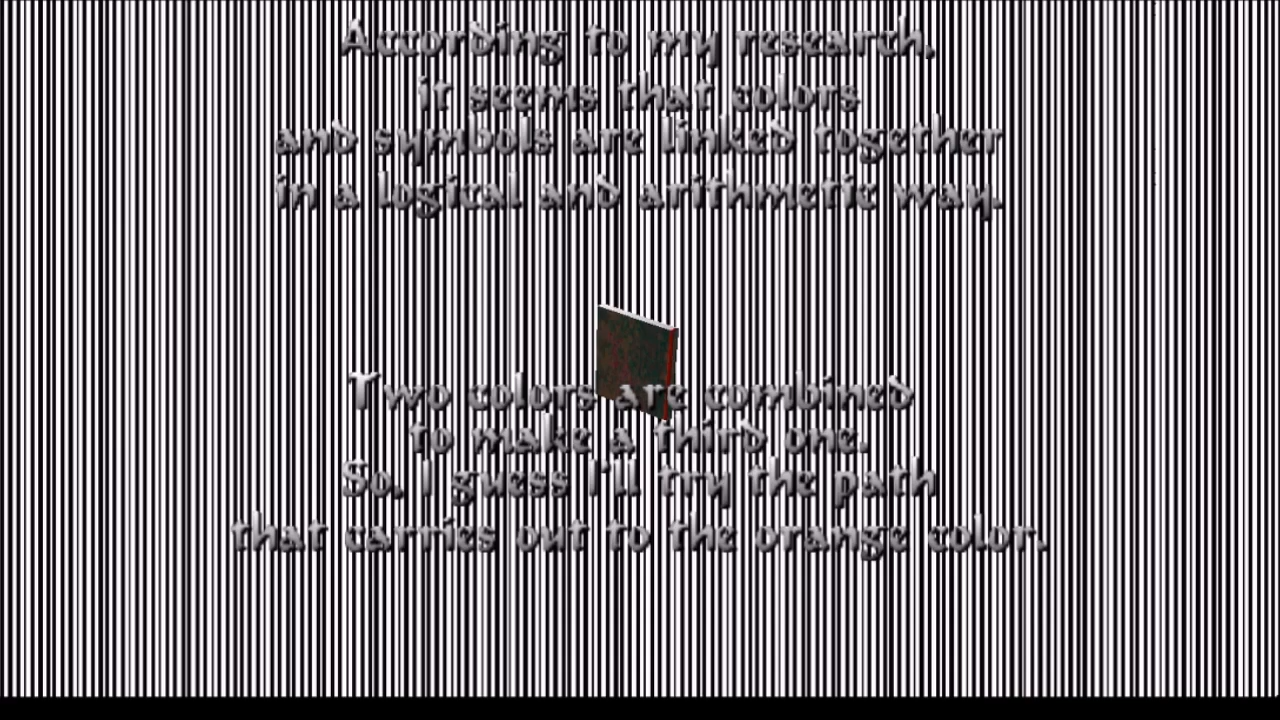 According to my research,
it seems that colors
and symbols are linked together
in a logical and arithmetic way.
Two colors are combined
to make a third one.
So, I guess I'll try the path
that carries out to the orange color.